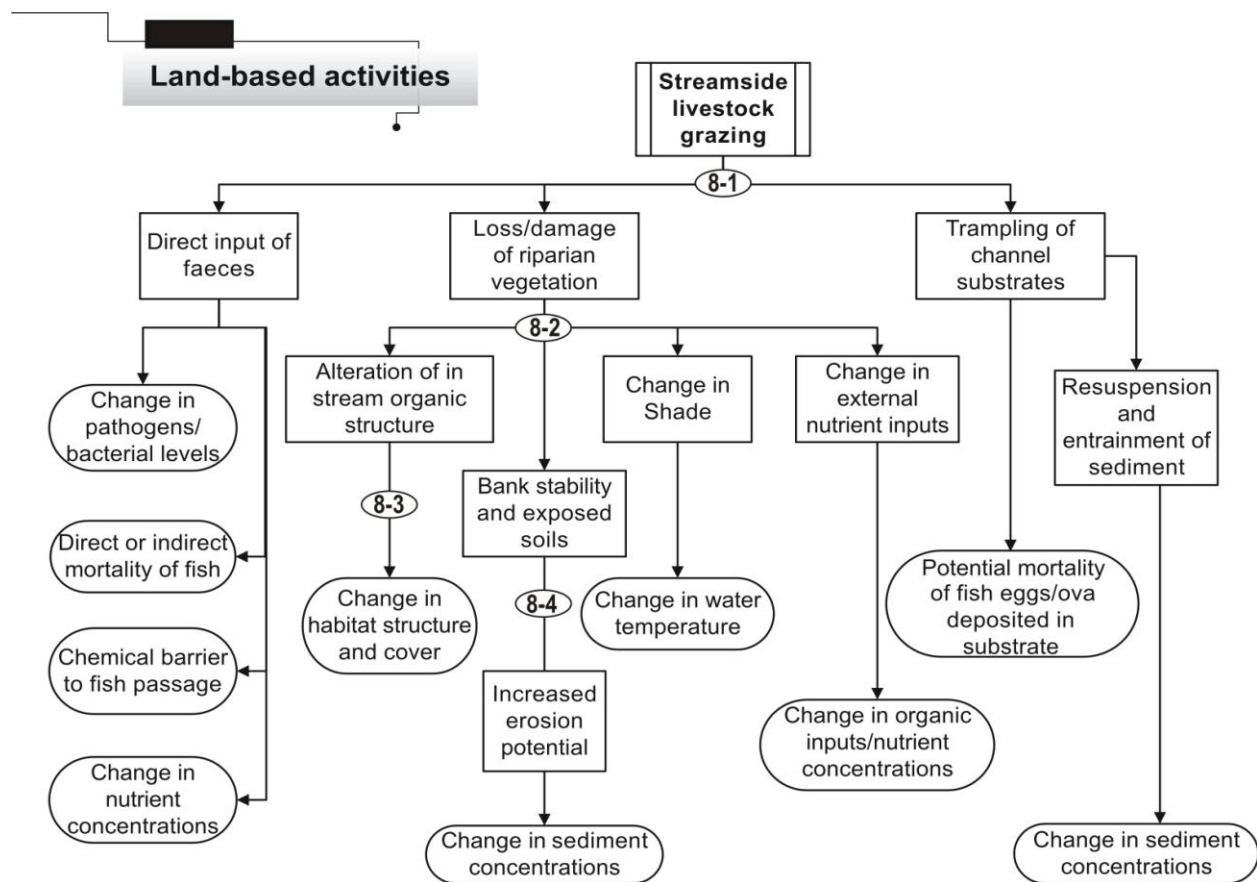 Land-based activities
Streamside
livestock
grazing
8-1
Direct input of
faeces
Loss/damage
of riparian
vegetation
Trampling of
channel
substrates
8-2
Change in
pathogens/
bacterial levels
Alteration of in
stream organic
structure
Change in
Shade
Change in
external
nutrient inputs
Resuspension
and
entrainment of
sediment
8-3
Bank stability
and exposed
soils
Direct or indirect
mortality of fish
Change in
habitat structure
and cover
8-4
Change in water
temperature
Potential mortality
of fish eggs/ova
deposited in
substrate
Chemical barrier
to fish passage
Increased
erosion
potential
Change in organic
inputs/nutrient
concentrations
Change in
nutrient
concentrations
Change in sediment
concentrations
Change in sediment
concentrations